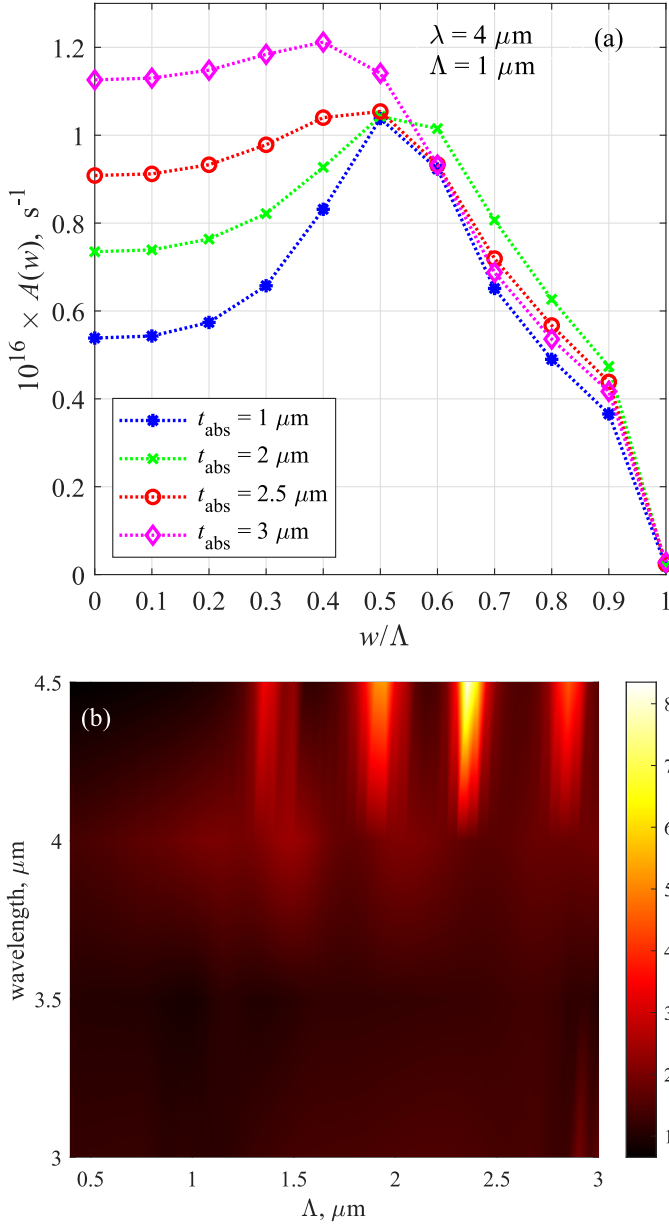 1.2
1
0.8
0.6
0.4
0.2
0
10^16 × A(w), s^-1
λ = 4 μm
Λ = 1 μm
(a)
t_abs = 1 μm
t_abs = 2 μm
t_abs = 2.5 μm
t_abs = 3 μm
0 0.1 0.2 0.3 0.4 0.5 0.6 0.7 0.8 0.9 1
w/Λ
4.5
4
3.5
3
wavelength, μm
(b)
0.5 1 1.5 2 2.5 3
Λ, μm
8
7
6
5
4
3
2
1